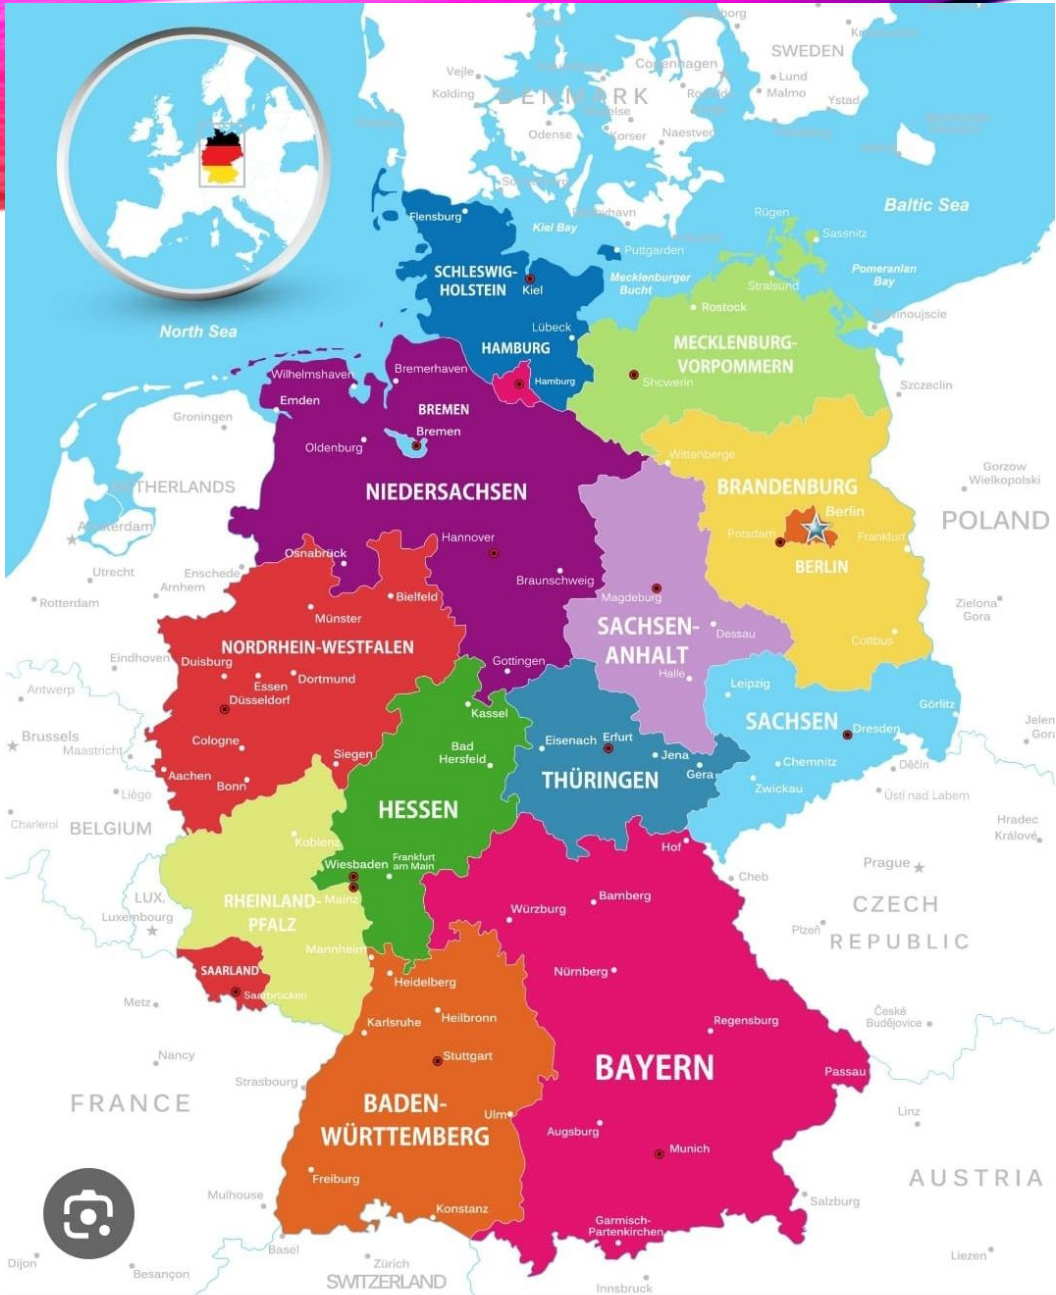 SWEDEN
Copenhagen
Vejle
Lund
Kolding
DENMARK
Malmo
Ystad
Odense
Korser
Naestved
Baltic Sea
Rügen
Flensburg
Kiel Bay
Sassnitz
Puttgarden
SCHLESWIG-
HOLSTEIN
Mecklenburger
Bucht
Pomeranian
Bay
Kiel
Stralsund
Rostock
North Sea
Lübeck
HAMBURG
MECKLENBURG-
VORPOMMERN
Wilhelmshaven
Bremerhaven
Hamburg
Shcwerin
Szczeclin
Emden
BREMEN
Groningen
Bremen
Oldenburg
Wittenberge
Gorzow
Wielkopolski
NIEDERSACHSEN
BRANDENBURG
Berlin
POLAND
Amsterdam
Hannover
Potsdam
Frankfurt
Osnabrück
BERLIN
Utrecht
Enschede
Arnhem
Braunschweig
Rotterdam
Bielfeld
Magdeburg
Zielona
Gora
Münster
SACHSEN-
ANHALT
Dessau
Cottbus
NORDRHEIN-WESTFALEN
Eindhoven
Duisburg
Gottingen
Essen
Dortmund
Halle
Leipzig
Antwerp
Düsseldorf
Kassel
Görlitz
SACHSEN
Dresden
Brussels
Maastricht
Cologne
Bad
Hersfeld
Eisenach
Erfurt
Jena
Siegen
Gera
Chemnitz
Děčín
Aachen
Bonn
THÜRINGEN
Zwickau
Ústí nad Labem
Liège
HESSEN
Charlerol
BELGIUM
Hradec
Králové
Koblenz
Hof
Wiesbaden
Frankfurt
am Main
Prague
Cheb
LUX.
Mainz
Bamberg
Luxembourg
RHEINLAND-
PFALZ
Würzburg
CZECH
REPUBLIC
Plzeň
Mannheim
SAARLAND
Nürnberg
Heidelberg
Saarbrücken
Metz
Heilbronn
Karlsruhe
Regensburg
České
Budějovice
Nancy
Stuttgart
BAYERN
Passau
Strasbourg
FRANCE
BADEN-
WÜRTTEMBERG
Ulm
Augsburg
Linz
Munich
Freiburg
AUSTRIA
Mulhouse
Konstanz
Salzburg
Garmisch-
Partenkirchen
Basel
Dijon
Zürich
Liezen
Besançon
SWITZERLAND
Innsbruck